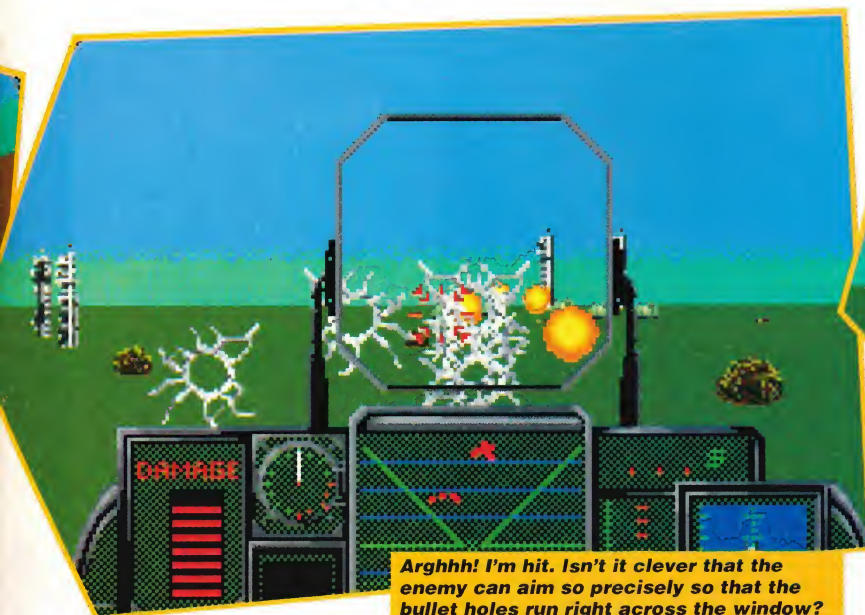 DAMAGE
Arghhh! I'm hit. Isn't it clever that the
enemy can aim so precisely so that the
bullet holes run right across the window?